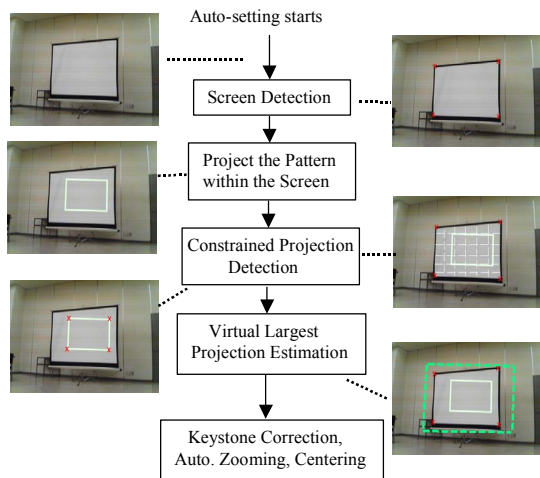 Auto-setting starts
Screen Detection
Project the Pattern
within the Screen
Constrained Projection
Detection
Virtual Largest
Projection Estimation
Keystone Correction,
Auto. Zooming, Centering